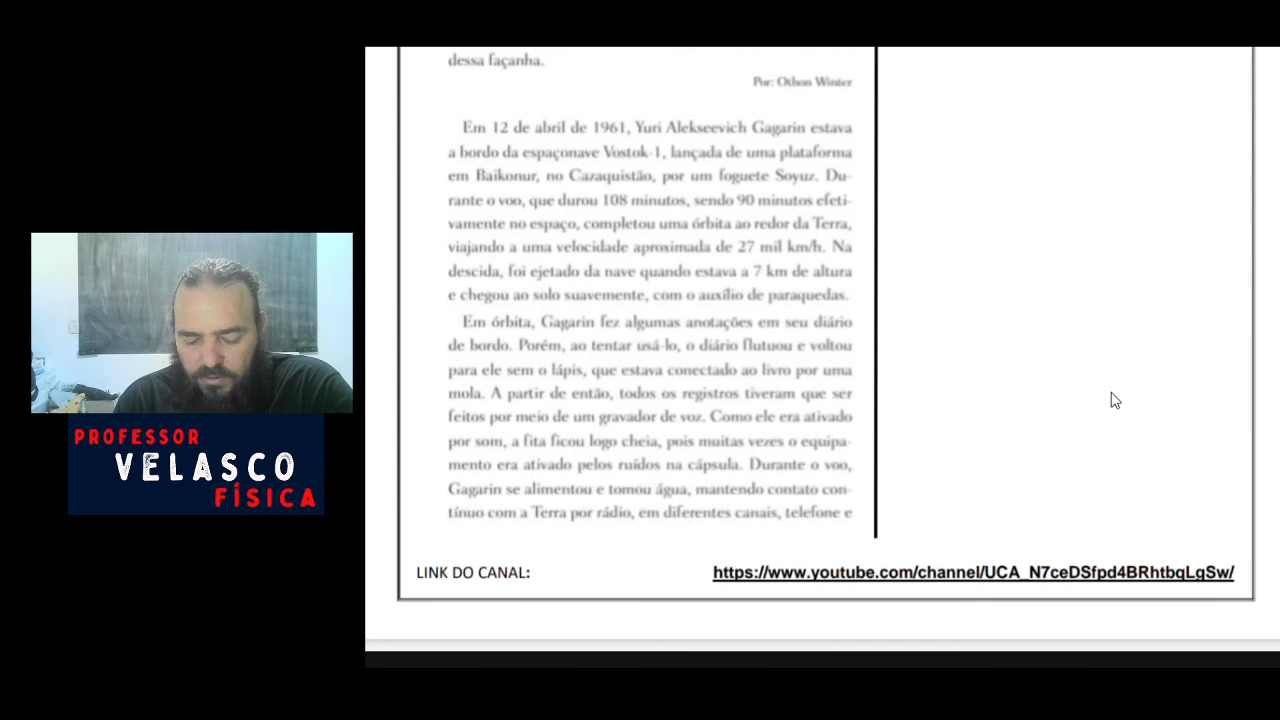 PROFESSOR
VELASCO
FÍSICA
dessa façanha.
Por: Othon Winter
Em 12 de abril de 1961, Yuri Alekseevich Gagarin estava
a bordo da espaçonave Vostok-1, lançada de uma plataforma
em Baikonur, no Cazaquistão, por um foguete Soyuz. Du-
rante o voo, que durou 108 minutos, sendo 90 minutos efeti-
vamente no espaço, completou uma órbita ao redor da Terra,
viajando a uma velocidade aproximada de 27 mil km/h. Na
descida, foi ejetado da nave quando estava a 7 km de altura
e chegou ao solo suavemente, com o auxílio de paraquedas.
Em órbita, Gagarin fez algumas anotações em seu diário
de bordo. Porém, ao tentar usá-lo, o diário flutuou e voltou
para ele sem o lápis, que estava conectado ao livro por uma
mola. A partir de então, todos os registros tiveram que ser
feitos por meio de um gravador de voz. Como ele era ativado
por som, a fita ficou logo cheia, pois muitas vezes o equipa-
mento era ativado pelos ruídos na cápsula. Durante o voo,
Gagarin se alimentou e tomou água, mantendo contato con-
tínuo com a Terra por rádio, em diferentes canais, telefone e
LINK DO CANAL: https://www.youtube.com/channel/UCA_N7ceDSfpd4BRhtbqLgSw/